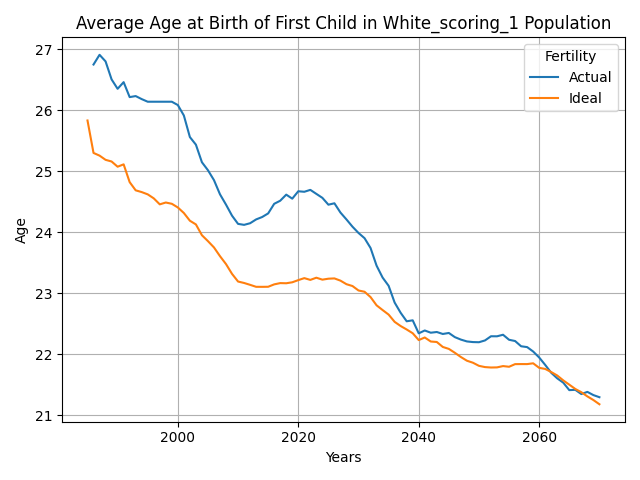 Average Age at Birth of First Child in White_scoring_1 Population
Fertility
Actual
Ideal
Age
27
26
25
24
23
22
21
2000 2020 2040 2060
Years